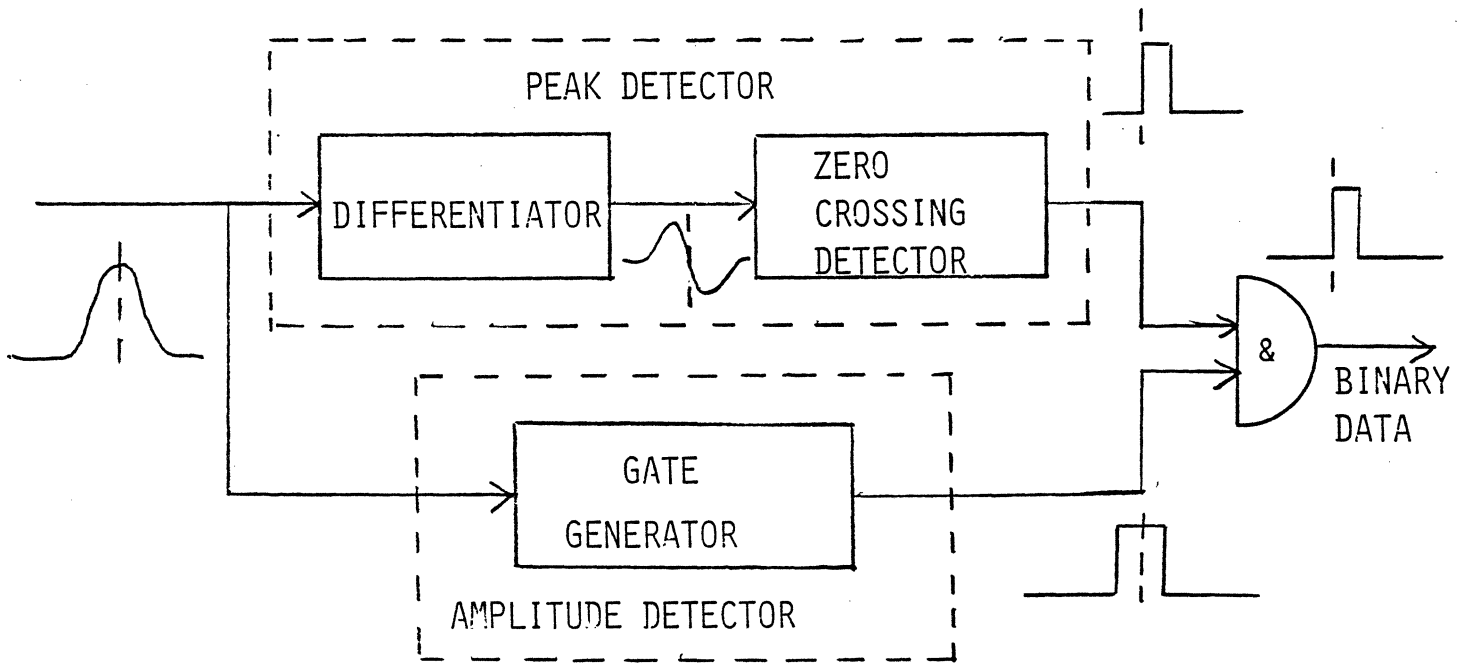 PEAK DETECTOR
DIFFERENTIATOR
ZERO
CROSSING
DETECTOR
&
BINARY
DATA
GATE
GENERATOR
AMPLITUDE DETECTOR